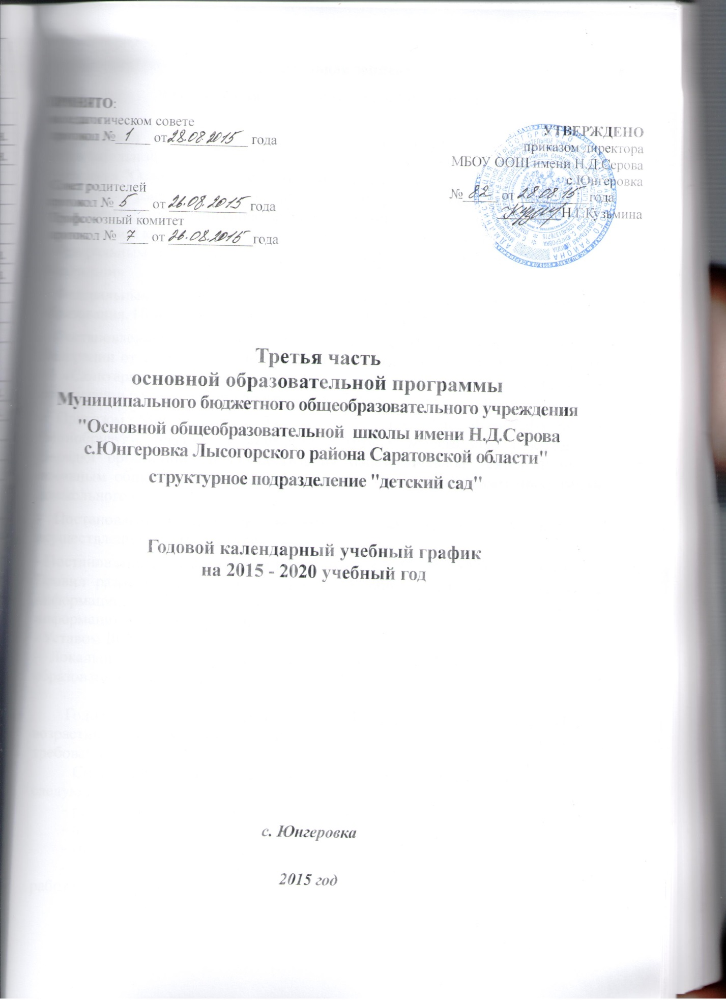 ПРИНЯТО:
педагогическом совете
протокол № 1 от 28.08.2015 года
Совет родителей
протокол № 5 от 26.08.2015 года
Профсоюзный комитет
протокол № 7 от 26.08.2015 года
УТВЕРЖДЕНО
приказом директора
МБОУ ООШ имени Н.Д.Серова
с.Юнгеровка
№ 82 от 28.08.15 года
Н.Г.Кузьмина
Третья часть
основной образовательной программы
Муниципального бюджетного общеобразовательного учреждения
"Основной общеобразовательной школы имени Н.Д.Серова
с.Юнгеровка Лысогорского района Саратовской области"
структурное подразделение "детский сад"
Годовой календарный учебный график
на 2015 - 2020 учебный год
с. Юнгеровка
2015 год